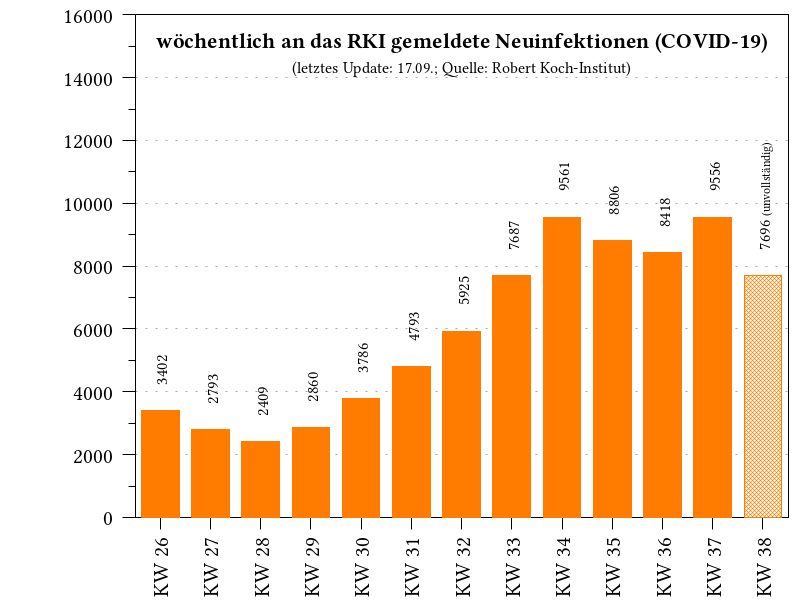 wöchentlich an das RKI gemeldete Neuinfektionen (COVID-19)
(letztes Update: 17.09.; Quelle: Robert Koch-Institut)
16000
14000
12000
10000
8000
6000
4000
2000
0
3402
2793
2409
2860
3786
4793
5925
7687
9561
8806
8418
9556
7696 (unvollständig)
KW 26
KW 27
KW 28
KW 29
KW 30
KW 31
KW 32
KW 33
KW 34
KW 35
KW 36
KW 37
KW 38